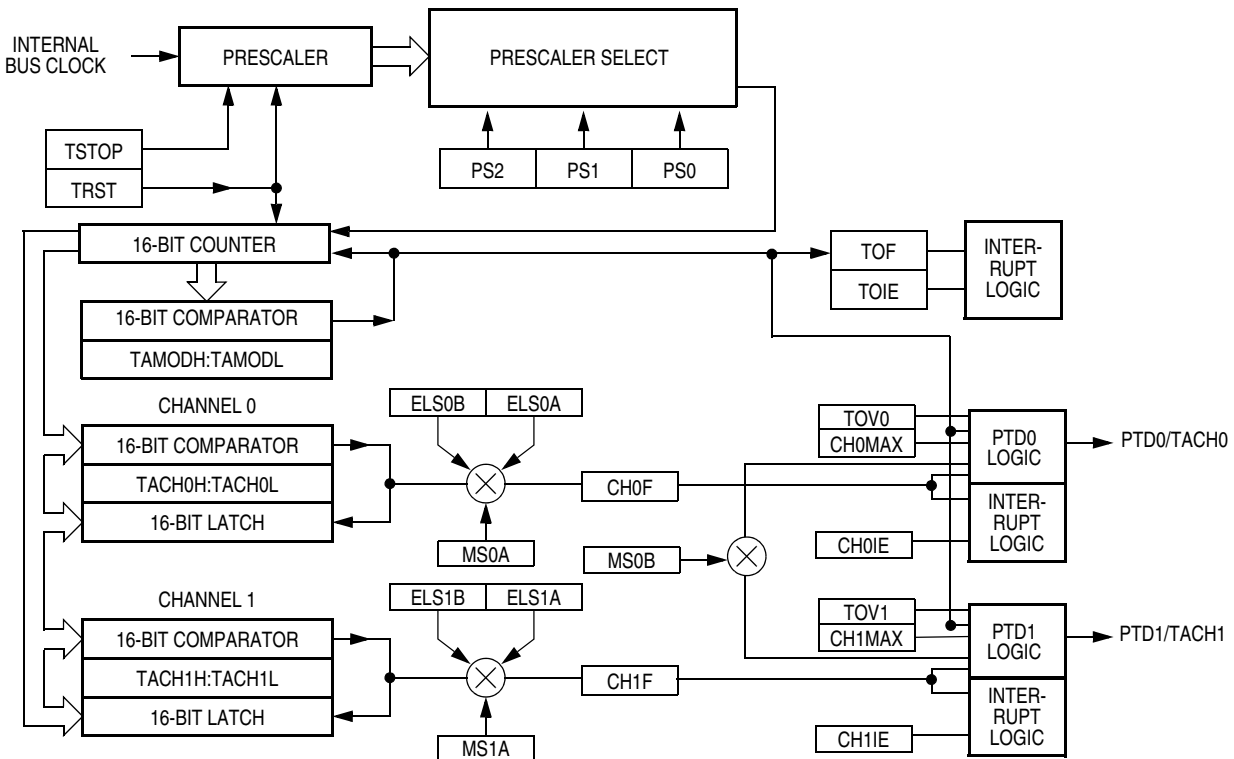 INTERNAL
BUS CLOCK
PRESCALER
PRESCALER SELECT
TSTOP
TRST
PS2
PS1
PS0
16-BIT COUNTER
TOF
TOIE
INTER-
RUPT
LOGIC
16-BIT COMPARATOR
TAMODH:TAMODL
CHANNEL 0
ELS0B
ELS0A
TOV0
CH0MAX
PTD0
LOGIC
PTD0/TACH0
16-BIT COMPARATOR
TACH0H:TACH0L
16-BIT LATCH
CH0F
INTER-
RUPT
LOGIC
MS0A
MS0B
CH0IE
CHANNEL 1
ELS1B
ELS1A
TOV1
CH1MAX
PTD1
LOGIC
PTD1/TACH1
16-BIT COMPARATOR
TACH1H:TACH1L
16-BIT LATCH
CH1F
INTER-
RUPT
LOGIC
MS1A
CH1IE